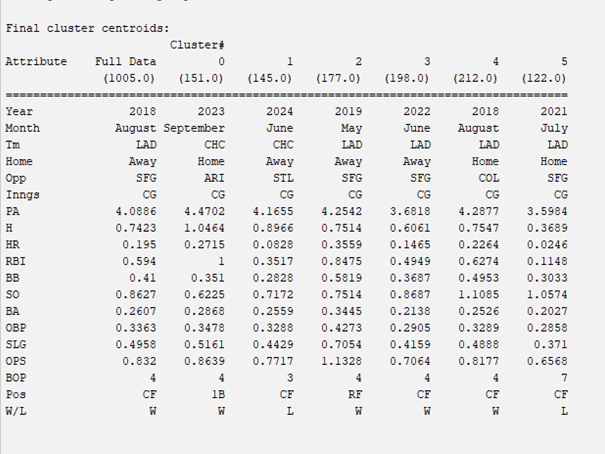 Final cluster centroids:
Cluster#
Attribute Full Data 0 1 2 3 4 5
(1005.0) (151.0) (145.0) (177.0) (198.0) (212.0) (122.0)
================================================================================
Year 2018 2023 2024 2019 2022 2018 2021
Month August September June May June August July
Tm LAD CHC CHC LAD LAD LAD LAD
Home Away Home Away Away Away Home Home
Opp SFG ARI STL SFG SFG COL SFG
Inngs CG CG CG CG CG CG CG
PA 4.0886 4.4702 4.1655 4.2542 3.6818 4.2877 3.5984
H 0.7423 1.0464 0.8966 0.7514 0.6061 0.7547 0.3689
HR 0.195 0.2715 0.0828 0.3559 0.1465 0.2264 0.0246
RBI 0.594 1 0.3517 0.8475 0.4949 0.6274 0.1148
BB 0.41 0.351 0.2828 0.5819 0.3687 0.4953 0.3033
SO 0.8627 0.6225 0.7172 0.7514 0.8687 1.1085 1.0574
BA 0.2607 0.2868 0.2559 0.3445 0.2138 0.2526 0.2027
OBP 0.3363 0.3478 0.3288 0.4273 0.2905 0.3289 0.2858
SLG 0.4958 0.5161 0.4429 0.7054 0.4159 0.4888 0.371
OPS 0.832 0.8639 0.7717 1.1328 0.7064 0.8177 0.6568
BOP 4 4 3 4 4 4 7
Pos CF 1B CF RF CF CF CF
W/L W W L W W W L